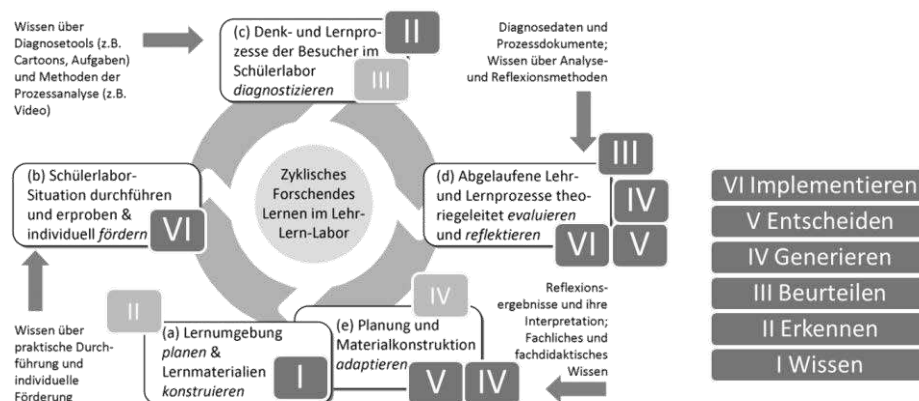 Wissen über
Diagnosetools (z.B.
Cartoons, Aufgaben)
und Methoden der
Prozessanalyse (z.B.
Video)
(c) Denk- und Lernpro-
zesse der Besucher im
Schülerlabor
diagnostizieren
II
III
Diagnosedaten und
Prozessdokumente;
Wissen über Analyse-
und Reflexionsmethoden
(b) Schülerlabor-
Situation durchführen
und erproben &
individuell fördern
VI
Zyklisches
Forschendes
Lernen im Lehr-
Lern-Labor
(d) Abgelaufene Lehr-
und Lernprozesse theo-
riegeleitet evaluieren
und reflektieren
III
IV
VI
V
Wissen über
praktische Durch-
führung und
individuelle
Förderung
II
(a) Lernumgebung
planen &
Lernmaterialien
konstruieren
I
IV
(e) Planung und
Materialkonstruktion
adaptieren
V
IV
Reflexions-
ergebnisse und ihre
Interpretation;
Fachliches und
fachdidaktisches
Wissen
VI Implementieren
V Entscheiden
IV Generieren
III Beurteilen
II Erkennen
I Wissen